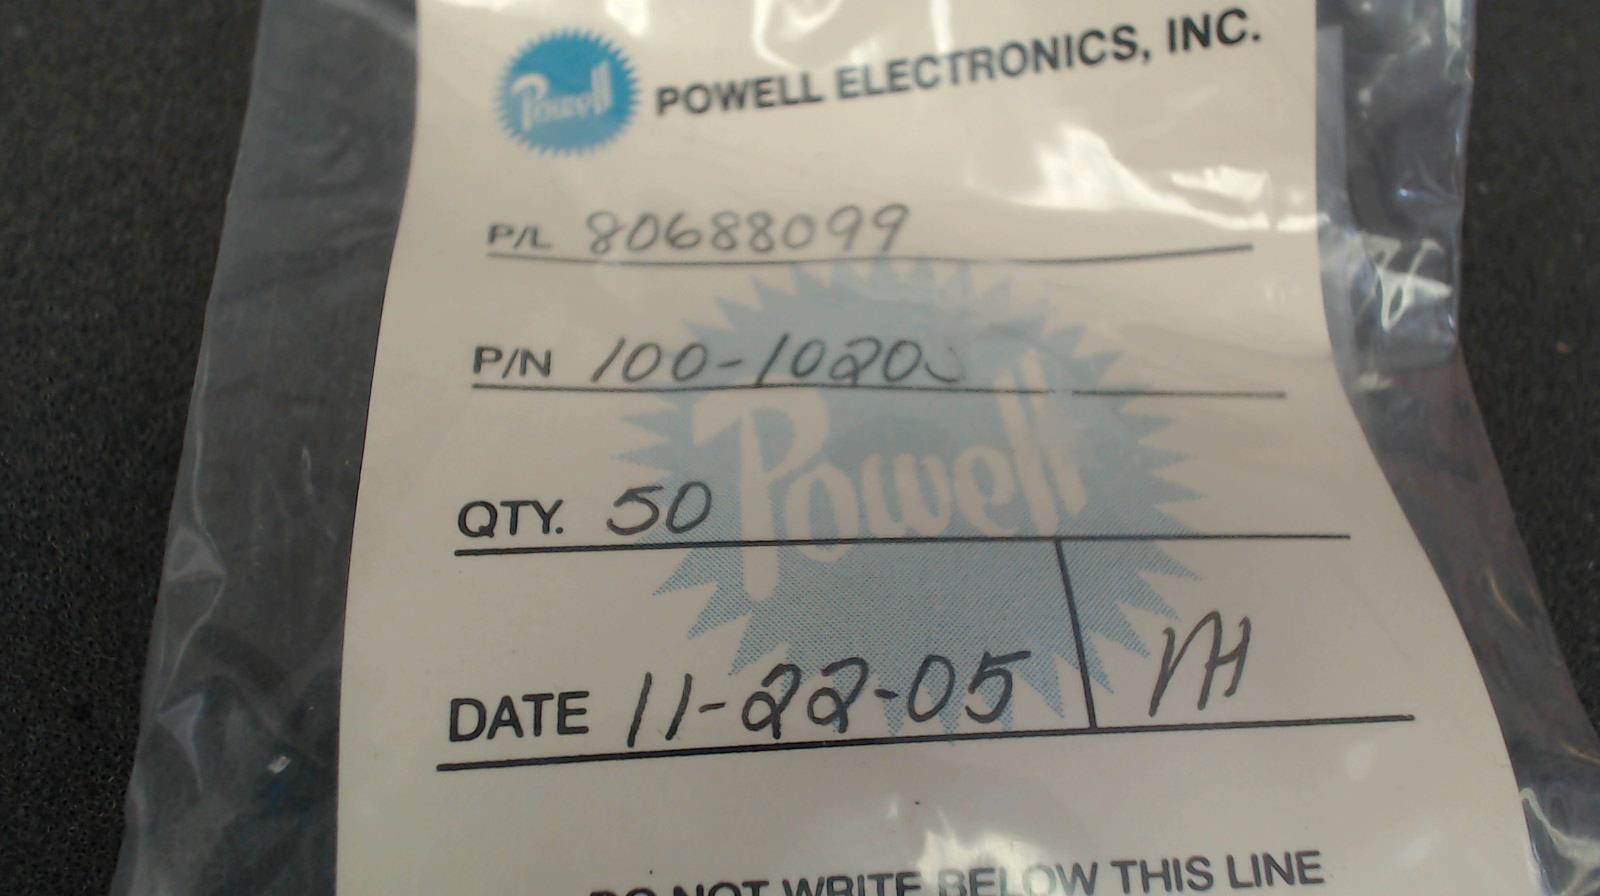 Powell POWELL ELECTRONICS, INC.
P/L 80688099
P/N 100-1020S
Powell
QTY. 50
DATE 11-22-05
DO NOT WRITE BELOW THIS LINE